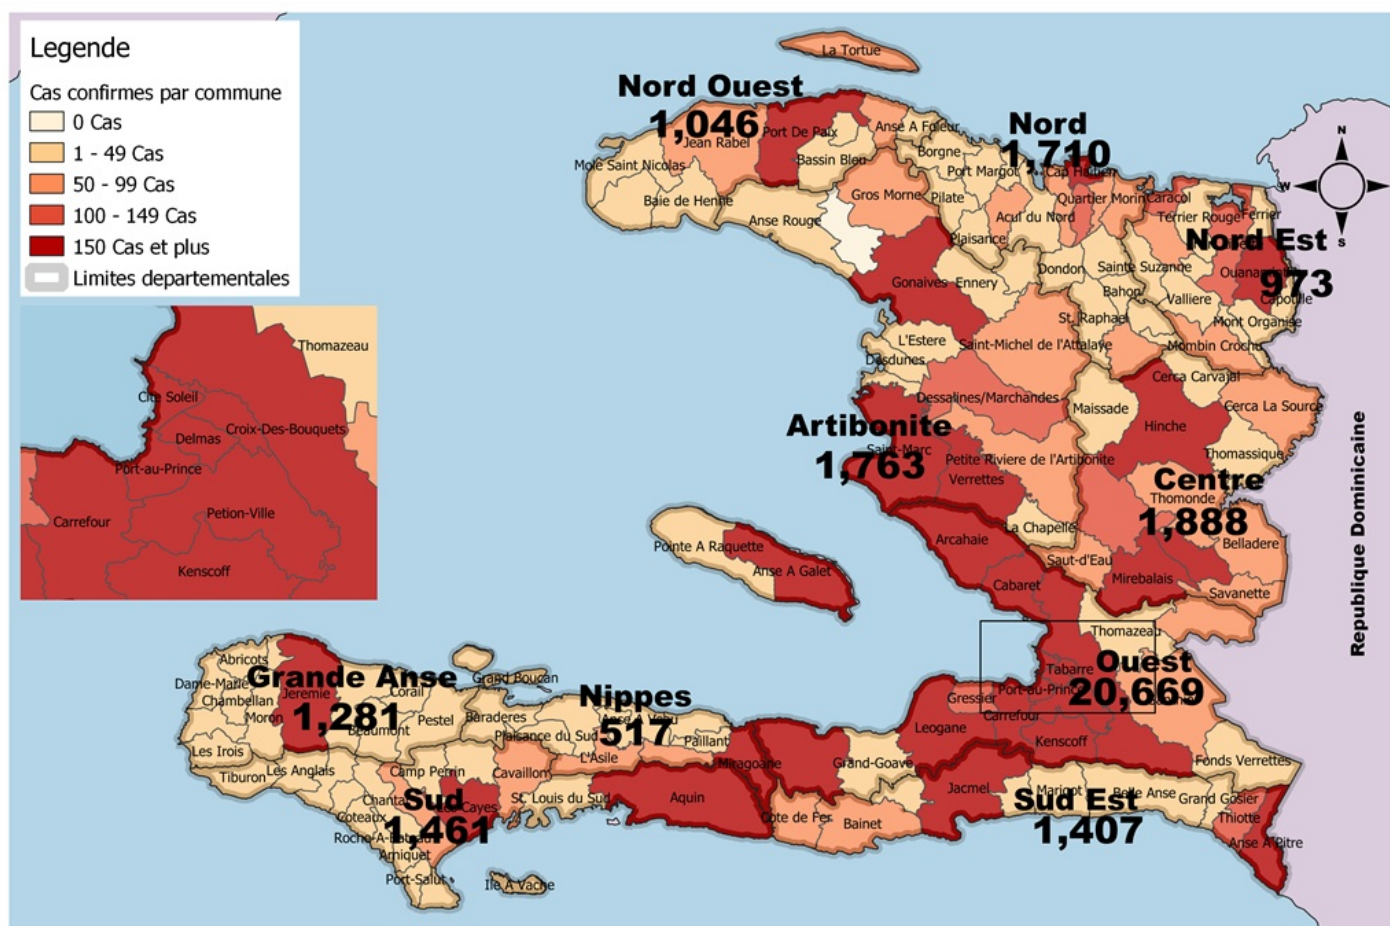 Legende
Cas confirmes par commune
0 Cas
1 - 49 Cas
50 - 99 Cas
100 - 149 Cas
150 Cas et plus
Limites departementales
Thomazeau
Cite Soleil
Delmas
Croix-Des-Bouquets
Port-au-Prince
Petion-Ville
Carrefour
Kenscoff
La Tortue
Nord Ouest
1,046
Port De Paix
Jean Rabel
Anse A Foleur
Mole Saint Nicolas
Bassin Bleu
Baie de Henne
Anse Rouge
Nord
1,710
Borgne
Port Margot
Cap Haitien
Pilate
Gros Morne
Quartier Morin
Caracol
Acul du Nord
Terrier Rouge
Ferrier
Plaisance
N
W
S
Nord Est
973
Gonaives
Ennery
Dondon
Sainte Suzanne
Bahon
Valliere
Capotille
St. Raphael
Mont Organise
Mombin Crochu
L'Estere
Saint-Michel de l'Attalaye
Desdunes
Cerca Carvajal
Dessalines/Marchandes
Maissade
Cerca La Source
Hinche
Artibonite
1,763
Saint-Marc
Petite Riviere de l'Artibonite
Verrettes
Thomassique
Centre
1,888
Thomonde
La Chapelle
Belladere
Arcahaie
Saut-d'Eau
Cabaret
Mirebalais
Savanette
Pointe A Raquette
Anse A Galet
Republique Dominicaine
Thomazeau
Ouest
20,669
Tabarre
Port-au-Prince
Gressier
Carrefour
Leogane
Kenscoff
Fonds Verrettes
Grand-Goave
Abricots
Grande Anse
1,281
Dame-Marie
Chambellan
Jeremie
Corail
Grand Boucan
Moron
Beaumont
Pestel
Baraderes
Les Irois
Nippes
517
Plaisance du Sud
Paillant
L'Asile
Miragoane
Tiburon
Les Anglais
Camp Perrin
Cavaillon
Sud
1,461
St. Louis du Sud
Aquin
Coteaux
Arniquet
Port-Salut
Ile A Vache
Cote de Fer
Bainet
Jacmel
Sud Est
1,407
Marigot
Belle Anse
Grand Gosier
Thiotte
Anse A Pitre